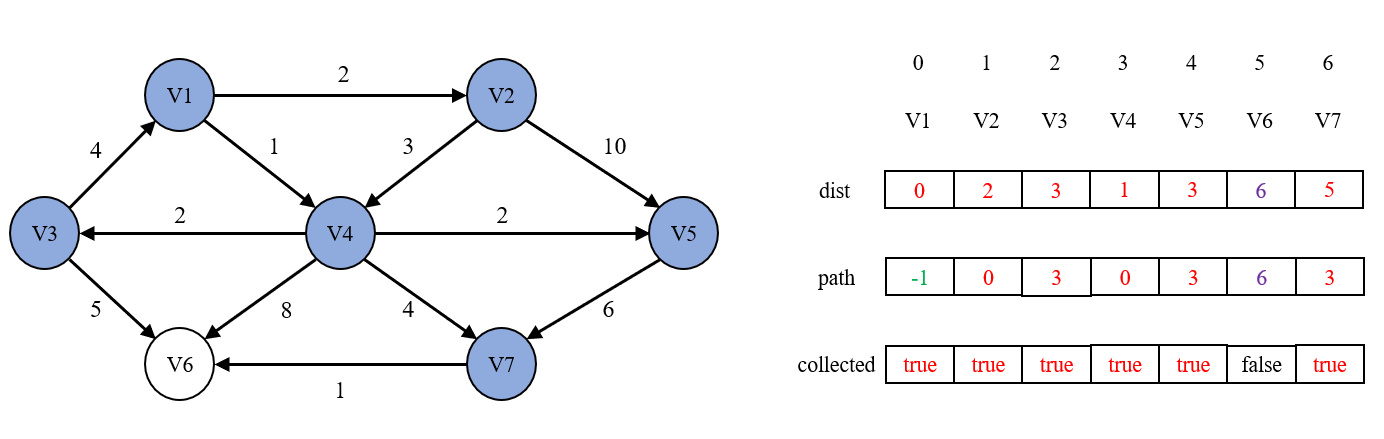 2
V1 V2
4 1 3 10
2 2
V3 V4 V5
5 8 4 6
V6 V7
1
0 1 2 3 4 5 6
V1 V2 V3 V4 V5 V6 V7
dist 0 2 3 1 3 6 5
path -1 0 3 0 3 6 3
collected true true true true true false true